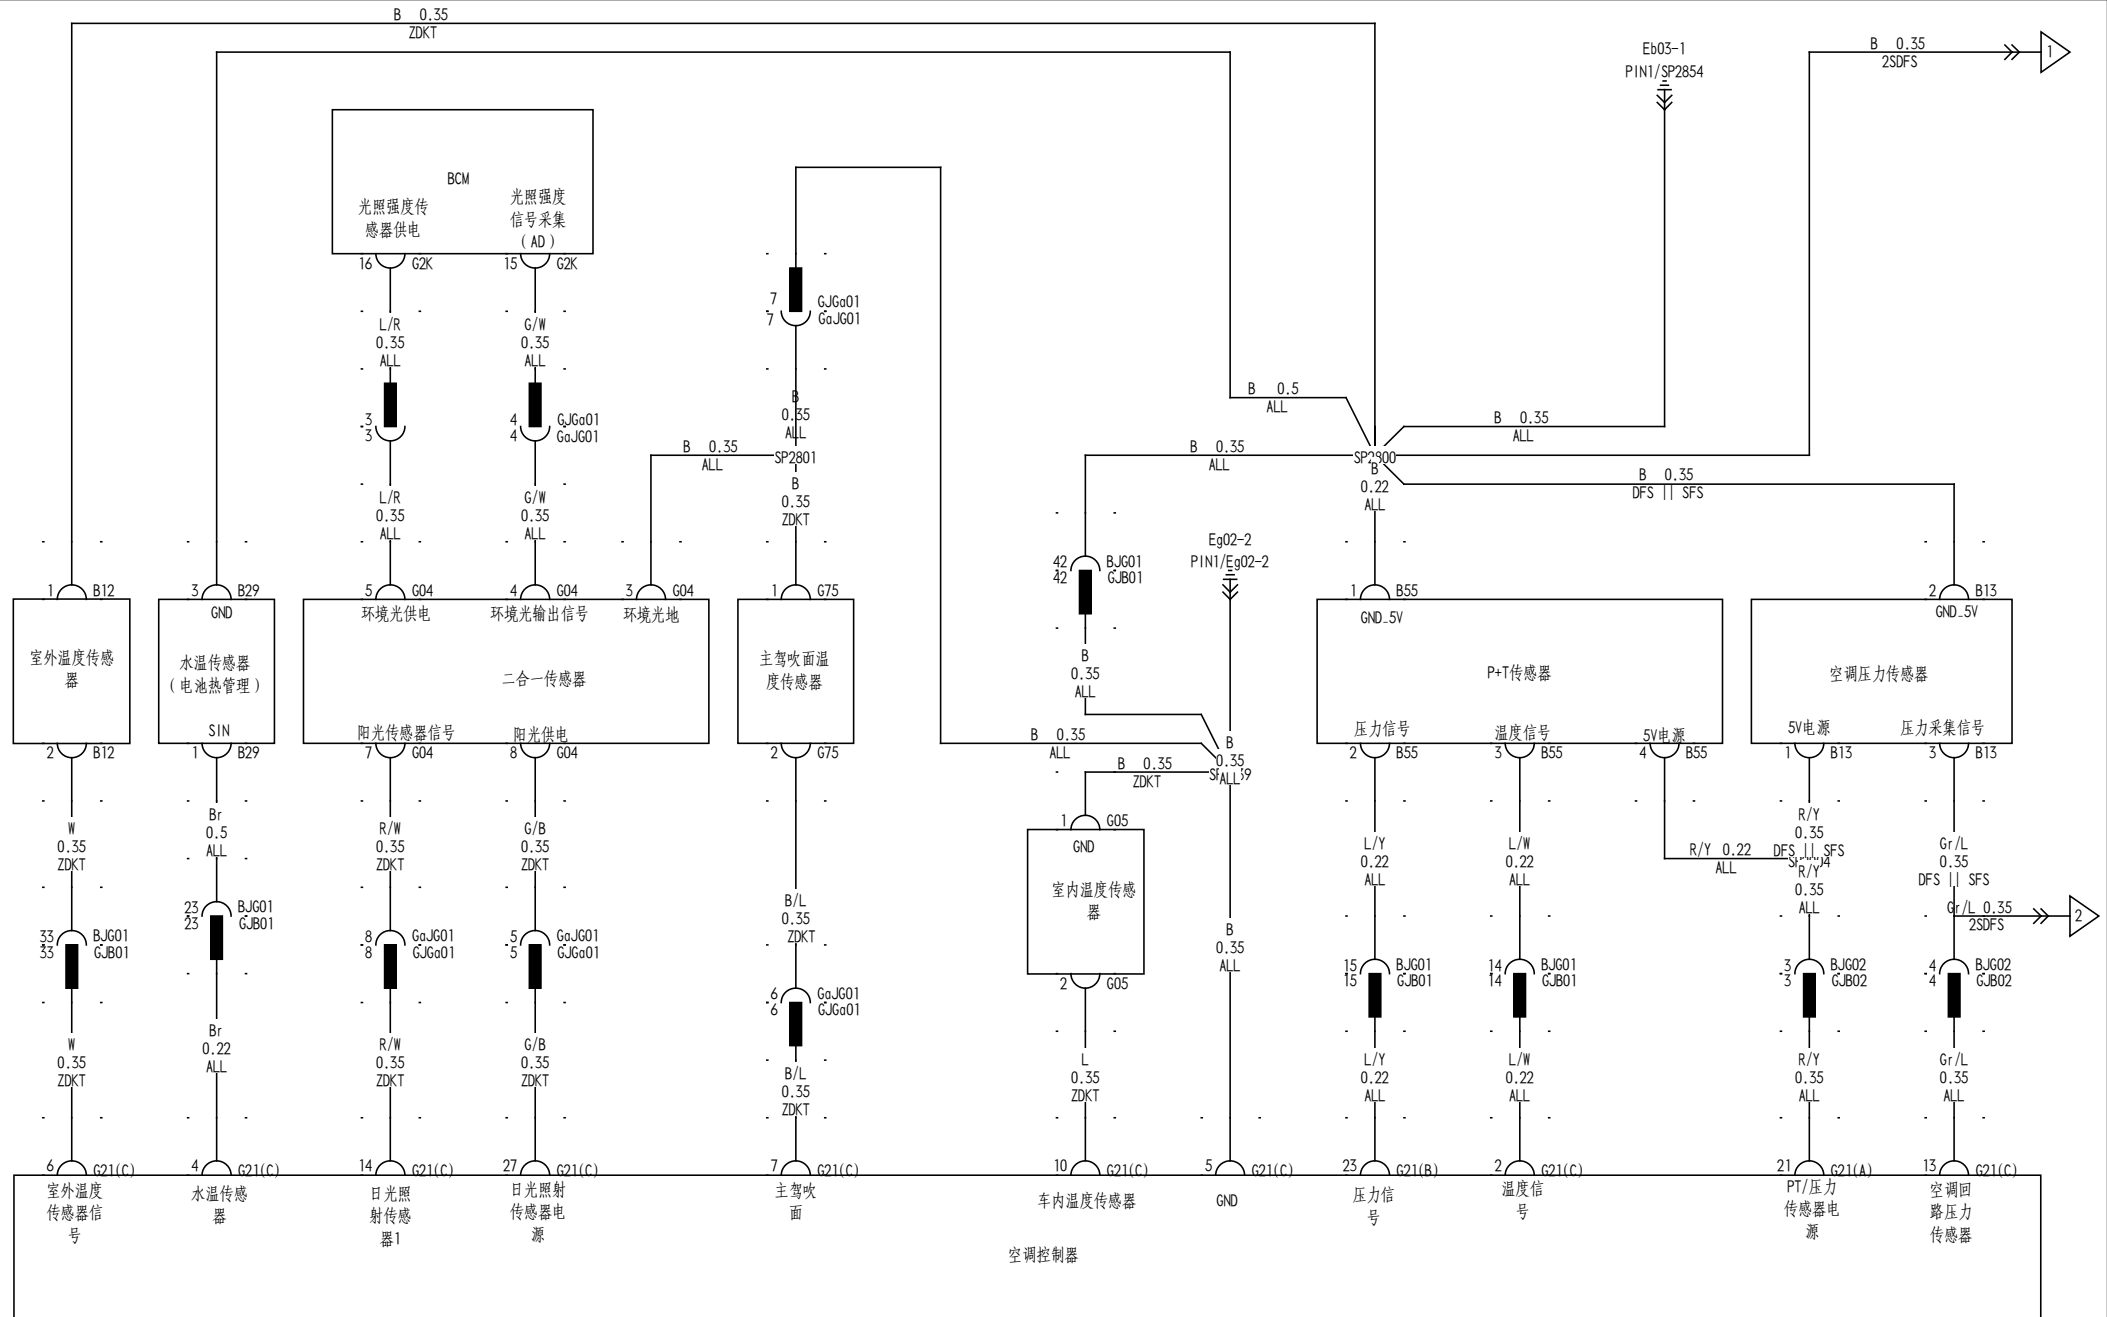 B 0.35
ZDKT
Eb03-1
PIN1/SP2854
B 0.35
2SDFS
1
BCM
光照强度传
感器供电
光照强度
信号采集
(AD)
16 G2K
15 G2K
L/R
0.35
ALL
G/W
0.35
ALL
7 GJGa01
7 GaJG01
3
3
4 GJGa01
4 GaJG01
B
0.35
ALL
B 0.35
ALL
SP2801
B
0.35
ZDKT
L/R
0.35
ALL
G/W
0.35
ALL
B 0.5
ALL
B 0.35
ALL
B 0.35
ALL
SP2800
B
0.22
ALL
B 0.35
DFS || SFS
42 BJG01
42 GJB01
Eg02-2
PIN1/Eg02-2
1 B12
3 B29
5 G04
4 G04
3 G04
1 G75
1 B55
2 B13
GND
环境光供电
环境光输出信号
环境光地
GND_5V
GND_5V
室外温度传感
器
水温传感器
(电池热管理)
二合一传感器
主驾吹面温
度传感器
P+T传感器
空调压力传感器
B
0.35
ALL
SIN
阳光传感器信号
阳光供电
压力信号
温度信号
5V电源
5V电源
压力采集信号
2 B12
1 B29
7 G04
8 G04
2 G75
2 B55
3 B55
4 B55
1 B13
3 B13
B 0.35
ALL
B
0.35
ALL
B 0.35
ZDKT
1 G05
GND
室内温度传感
器
2 G05
W
0.35
ZDKT
Br
0.5
ALL
R/W
0.35
ZDKT
G/B
0.35
ZDKT
B/L
0.35
ZDKT
B
0.35
ALL
L/Y
0.22
ALL
L/W
0.22
ALL
R/Y 0.22
ALL
R/Y
0.35
DFS || SFS
R/Y
0.35
ALL
Gr/L
0.35
DFS || SFS
Gr/L 0.35
2SDFS
2
33 BJG01
33 GJB01
23 BJG01
23 GJB01
8 GaJG01
8 GJGa01
5 GaJG01
5 GJGa01
6 GaJG01
6 GJGa01
15 BJG01
15 GJB01
14 BJG01
14 GJB01
3 BJG02
3 GJB02
4 BJG02
4 GJB02
W
0.35
ZDKT
Br
0.22
ALL
R/W
0.35
ZDKT
G/B
0.35
ZDKT
B/L
0.35
ZDKT
L
0.35
ZDKT
L/Y
0.22
ALL
L/W
0.22
ALL
R/Y
0.35
ALL
Gr/L
0.35
ALL
6 G21(C)
4 G21(C)
14 G21(C)
27 G21(C)
7 G21(C)
10 G21(C)
5 G21(C)
23 G21(B)
2 G21(C)
21 G21(A)
13 G21(C)
室外温度
传感器信
号
水温传感
器
日光照
射传感
器1
日光照射
传感器电
源
主驾吹
面
车内温度传感器
GND
压力信
号
温度信
号
PT/压力
传感器电
源
空调回
路压力
传感器
空调控制器